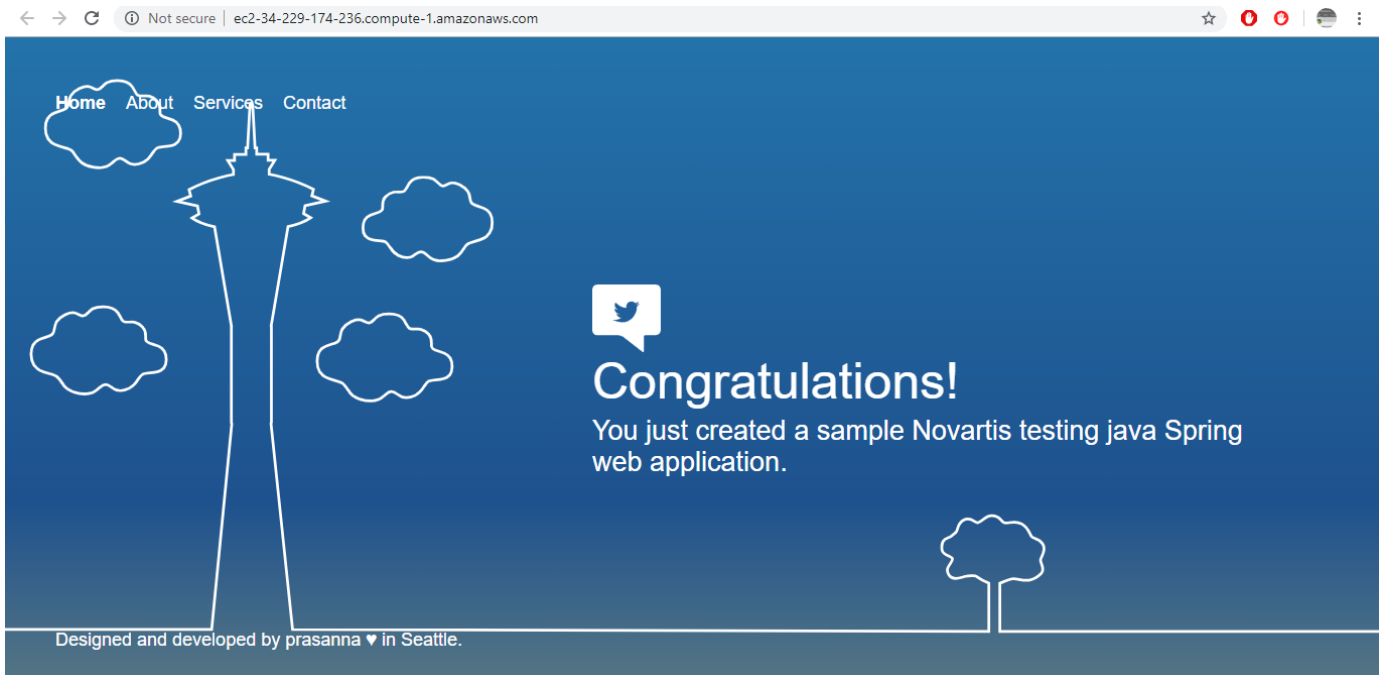 Not secure | ec2-34-229-174-236.compute-1.amazonaws.com
Home About Services Contact
Congratulations!
You just created a sample Novartis testing java Spring
web application.
Designed and developed by prasanna ♥ in Seattle.